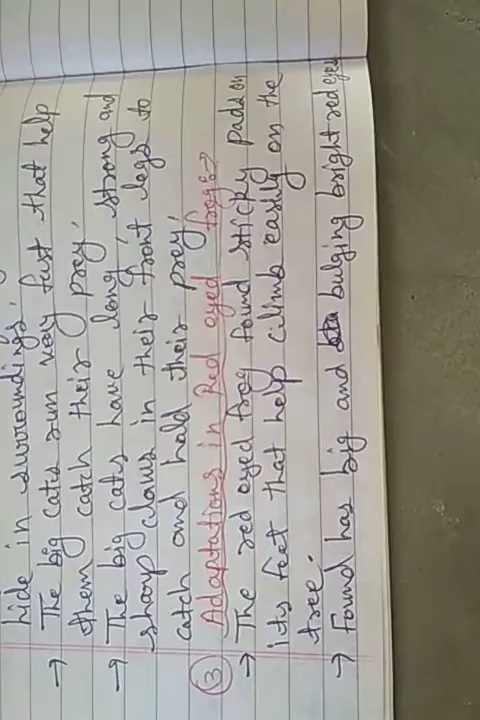 hide in surroundings.
→ The big cats run very fast that help
them catch their prey.
→ The big cats have long, strong and
sharp claws in their front legs to
catch and hold their prey.
③ Adaptations in Red eyed frogs→
→ The red eyed frog found sticky padd on
its feet that help climb easily on the
tree.
→ Found has big and bulging bright red eyes